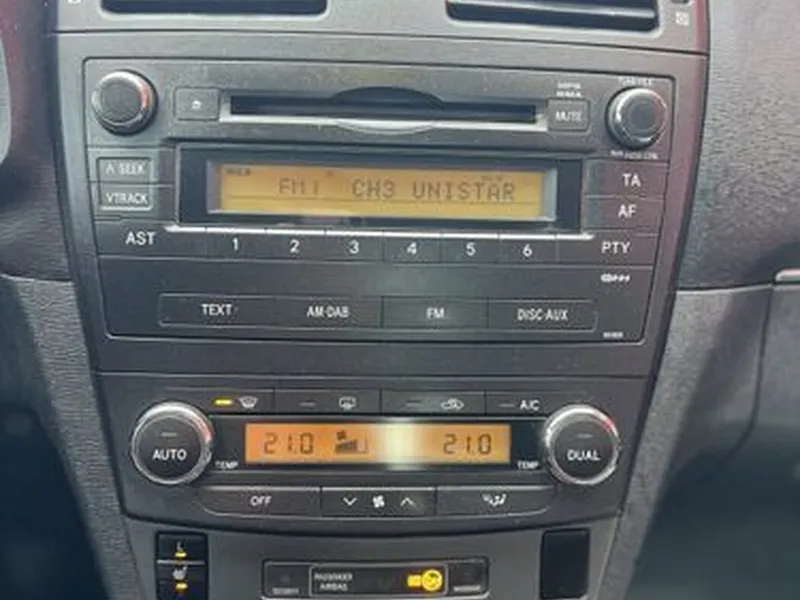 MUTE
∧ SEEK
∨TRACK
FM1 CH3 UNISTAR
TA
AF
AST
1 2 3 4 5 6
PTY
TEXT
AM·DAB
FM
DISC·AUX
A/C
AUTO
TEMP
21.0
21.0
TEMP
DUAL
OFF
PASSENGER
AIRBAG